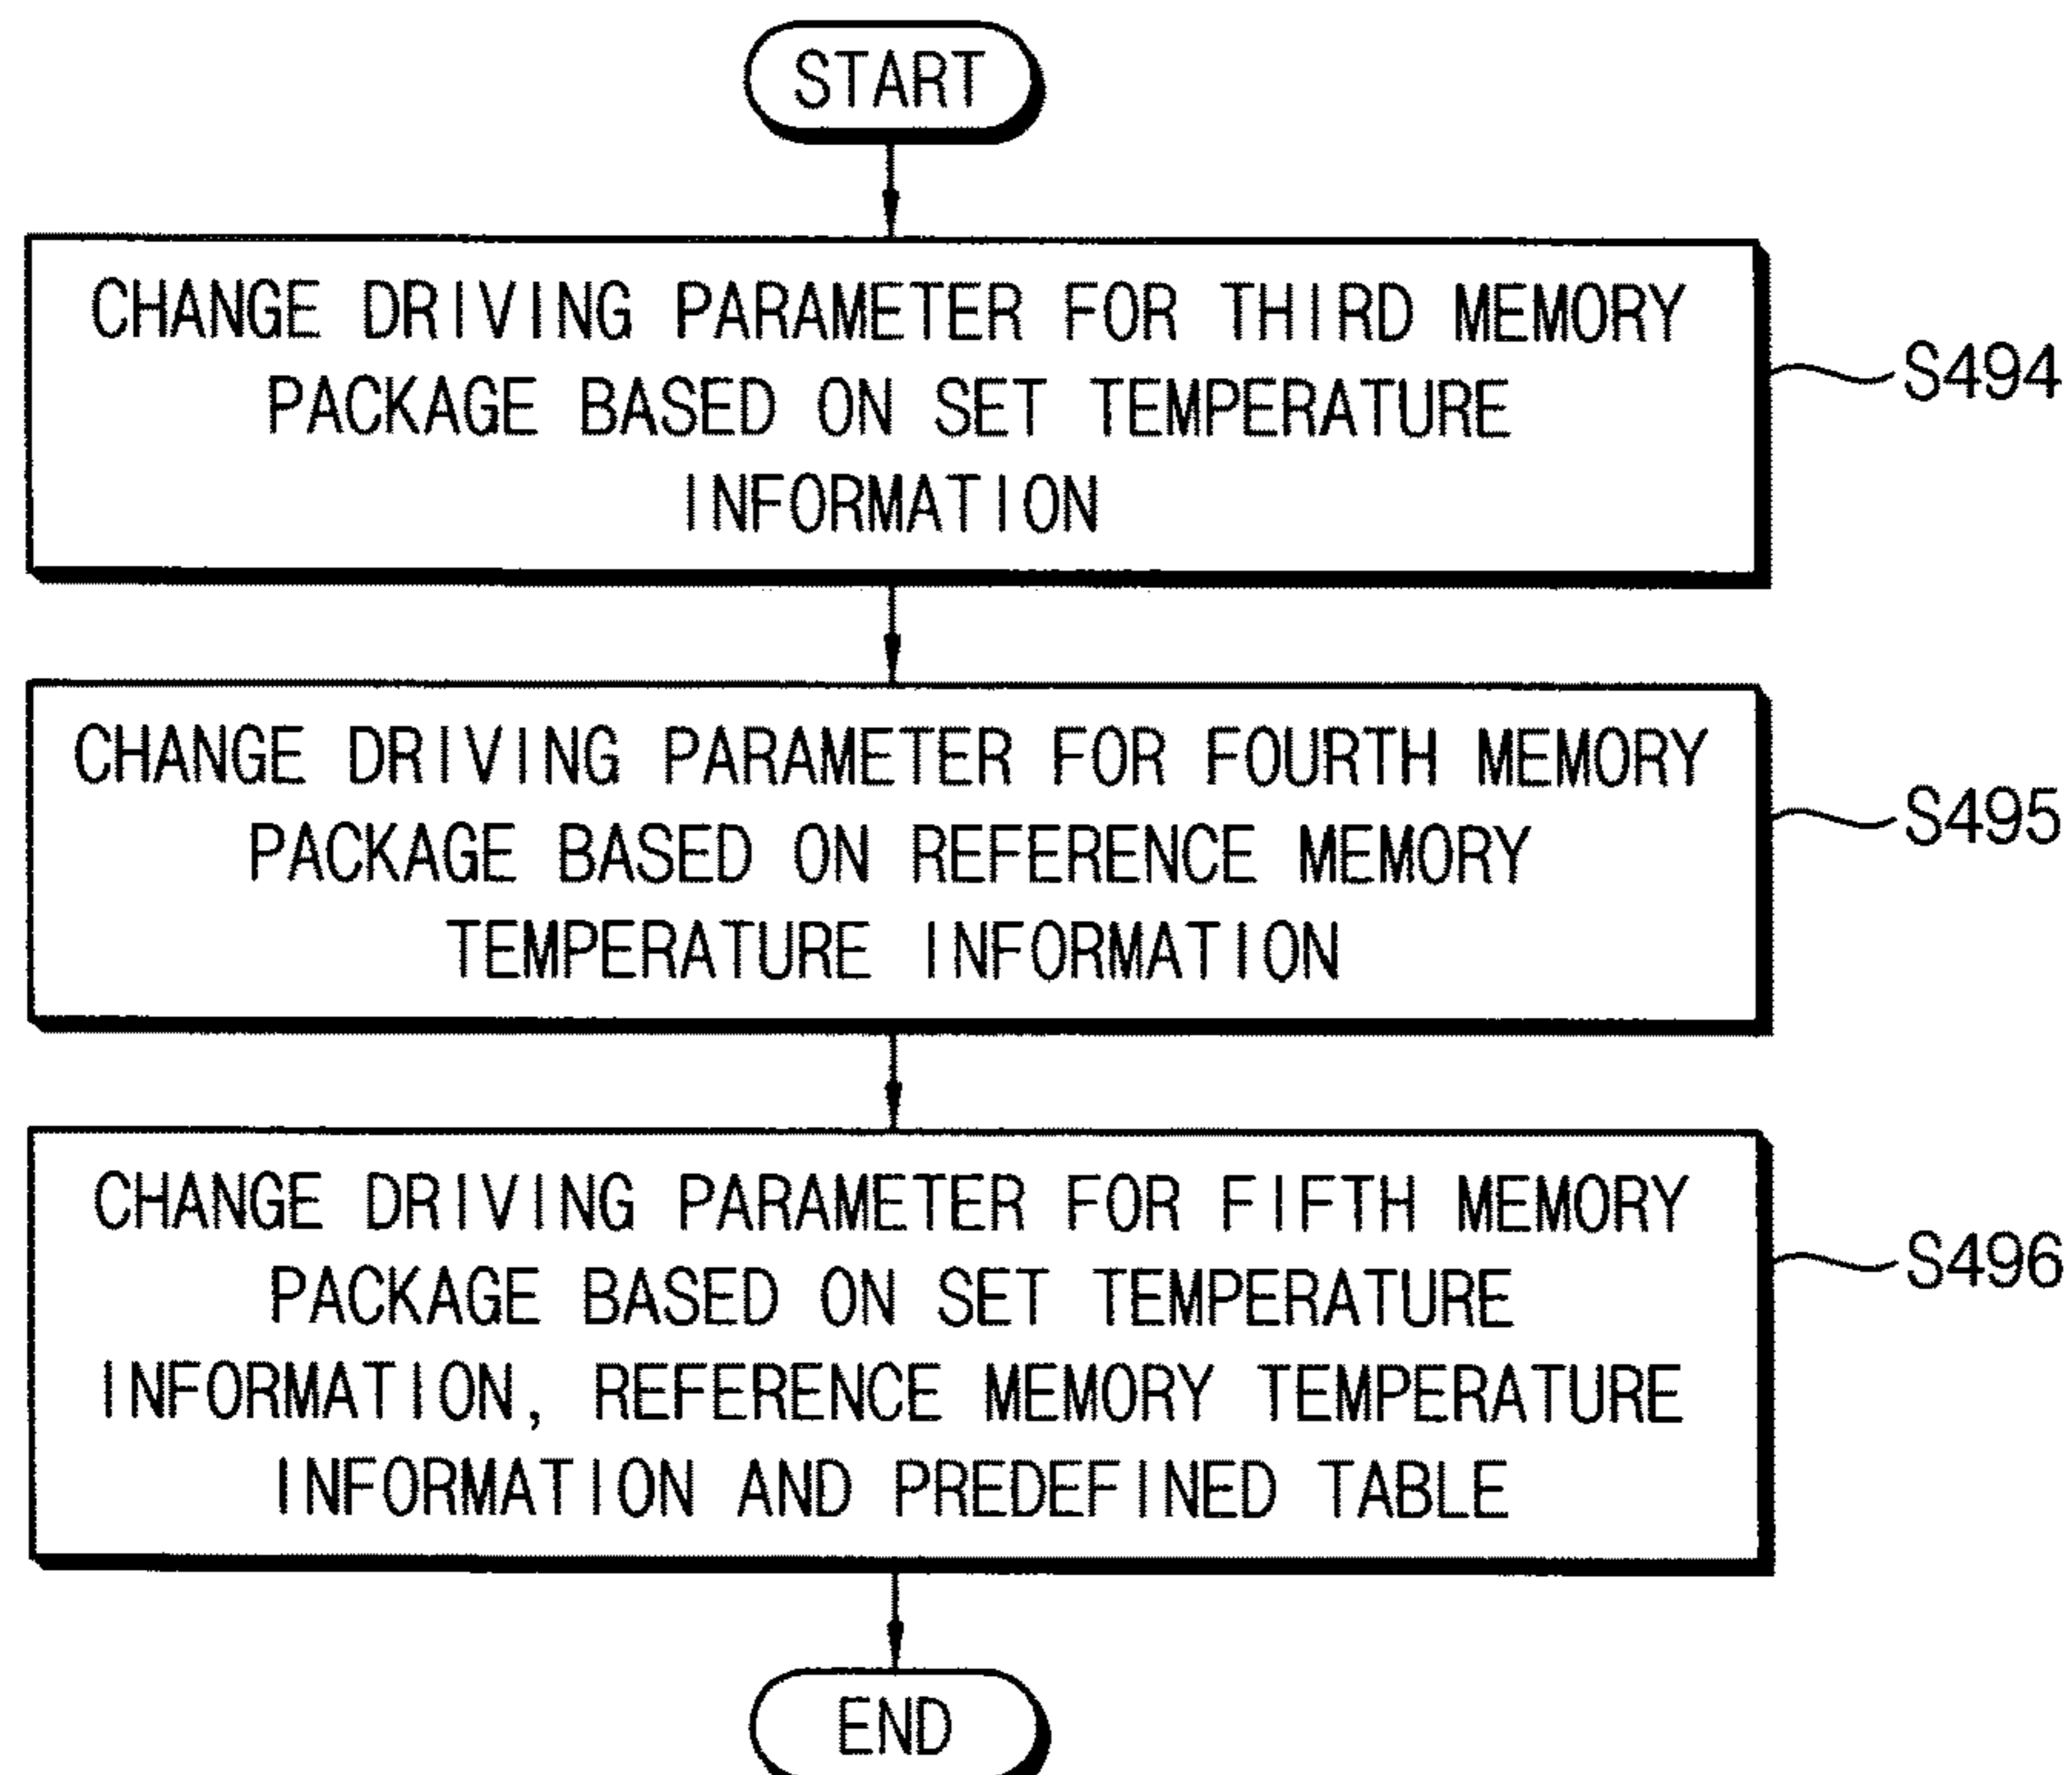 START
CHANGE DRIVING PARAMETER FOR THIRD MEMORY
PACKAGE BASED ON SET TEMPERATURE
INFORMATION
S494
CHANGE DRIVING PARAMETER FOR FOURTH MEMORY
PACKAGE BASED ON REFERENCE MEMORY
TEMPERATURE INFORMATION
S495
CHANGE DRIVING PARAMETER FOR FIFTH MEMORY
PACKAGE BASED ON SET TEMPERATURE
INFORMATION, REFERENCE MEMORY TEMPERATURE
INFORMATION AND PREDEFINED TABLE
S496
END